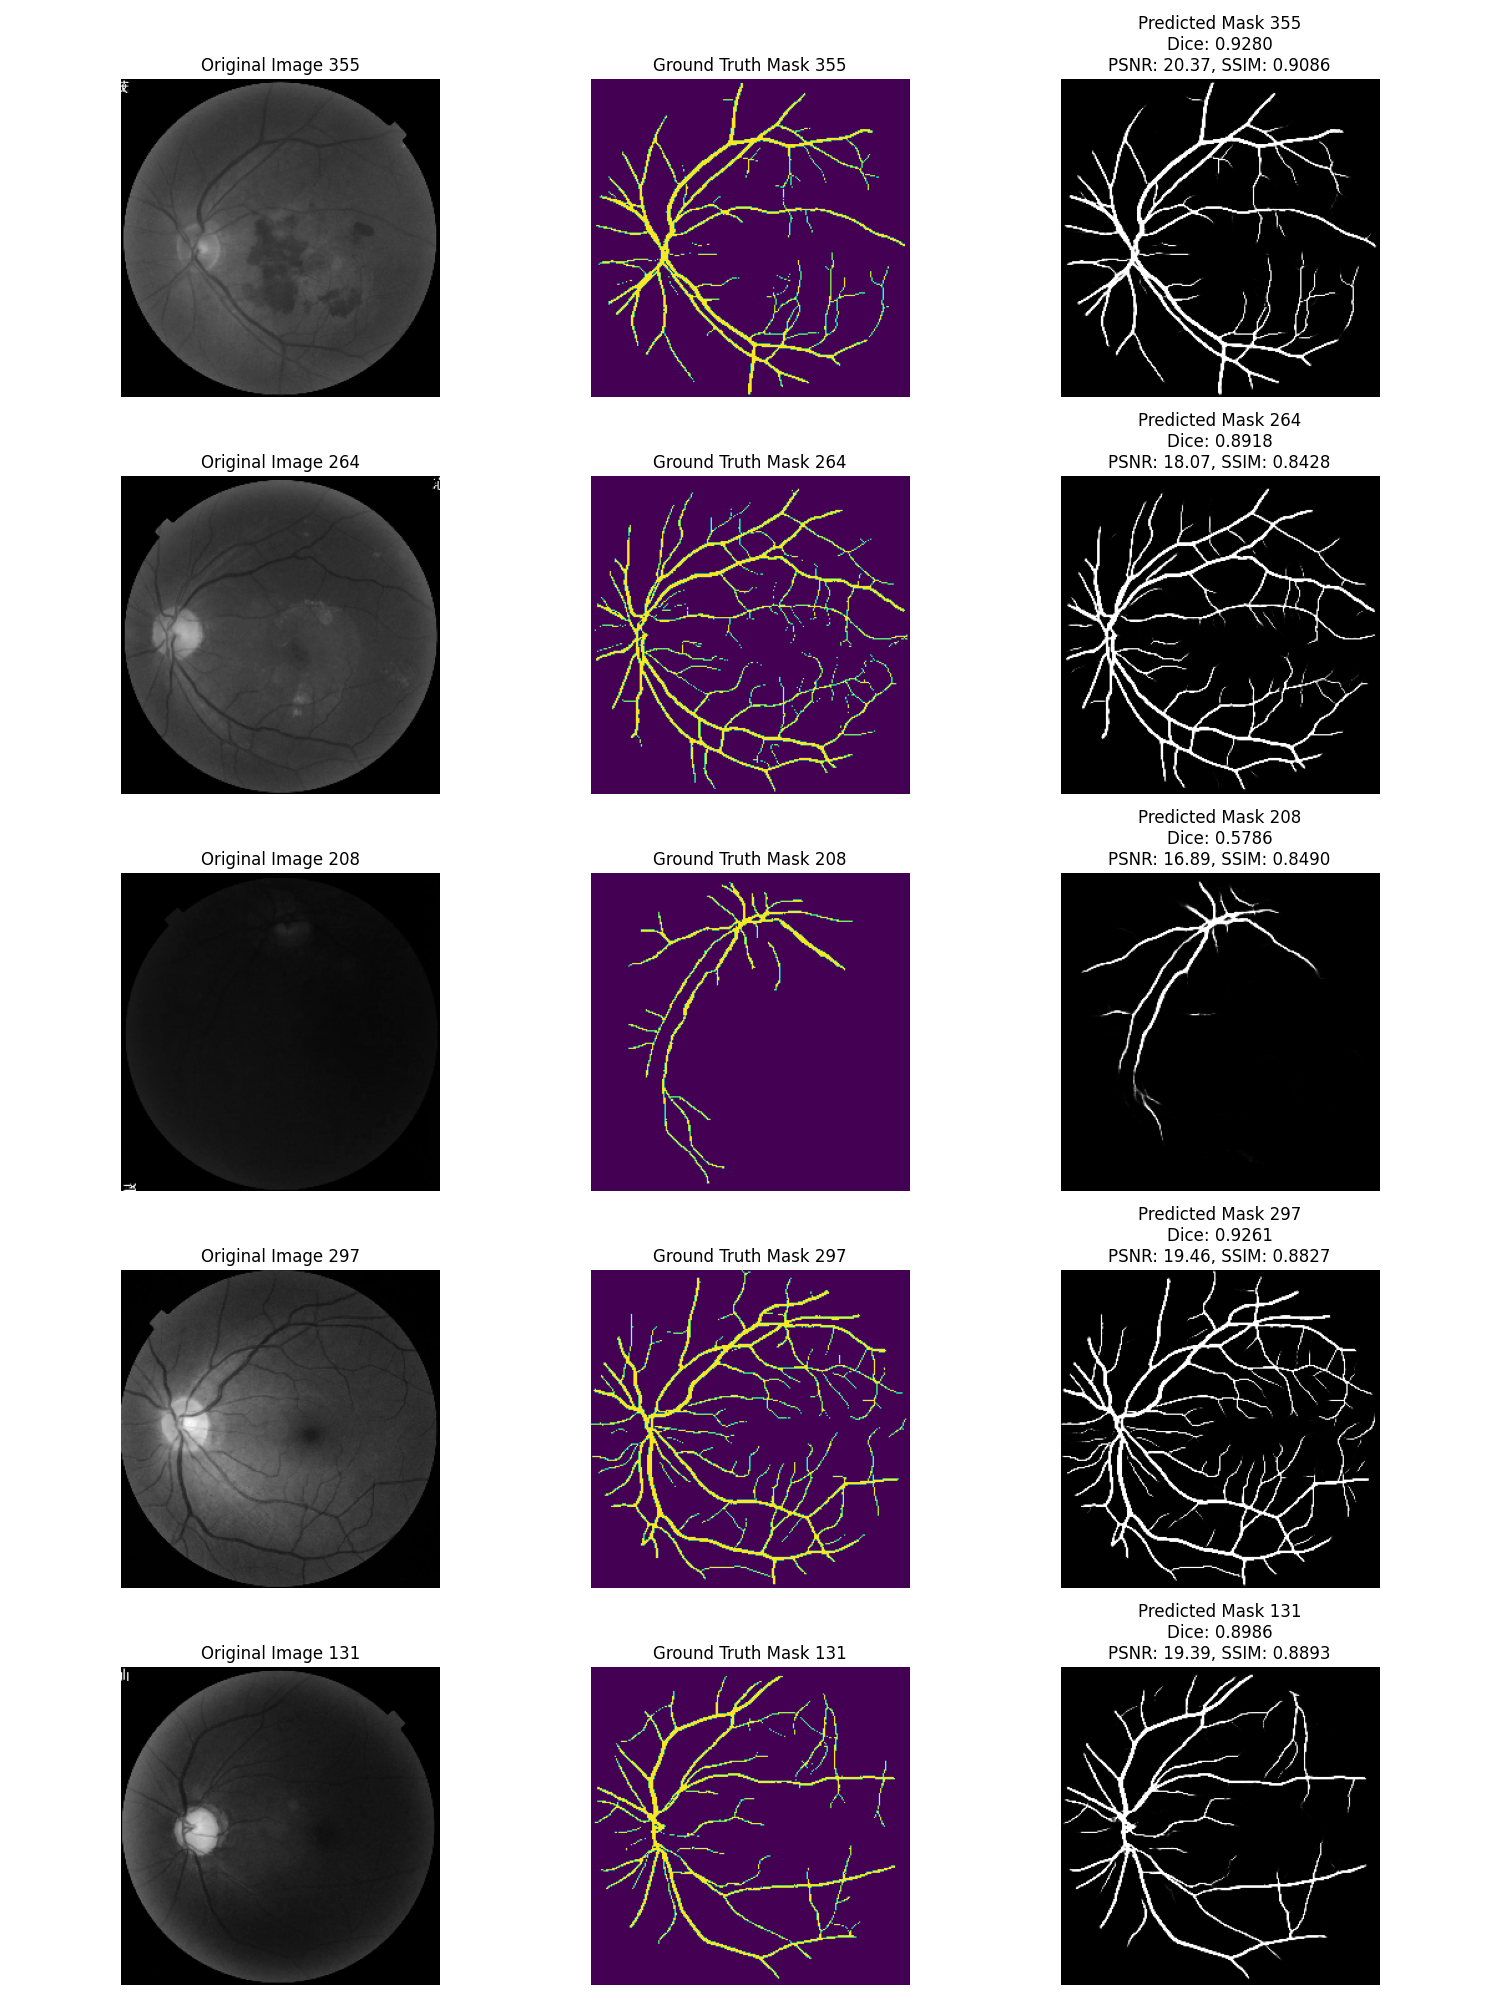 Original Image 355
Ground Truth Mask 355
Predicted Mask 355
Dice: 0.9280
PSNR: 20.37, SSIM: 0.9086
Original Image 264
Ground Truth Mask 264
Predicted Mask 264
Dice: 0.8918
PSNR: 18.07, SSIM: 0.8428
Original Image 208
Ground Truth Mask 208
Predicted Mask 208
Dice: 0.5786
PSNR: 16.89, SSIM: 0.8490
Original Image 297
Ground Truth Mask 297
Predicted Mask 297
Dice: 0.9261
PSNR: 19.46, SSIM: 0.8827
Original Image 131
Ground Truth Mask 131
Predicted Mask 131
Dice: 0.8986
PSNR: 19.39, SSIM: 0.8893